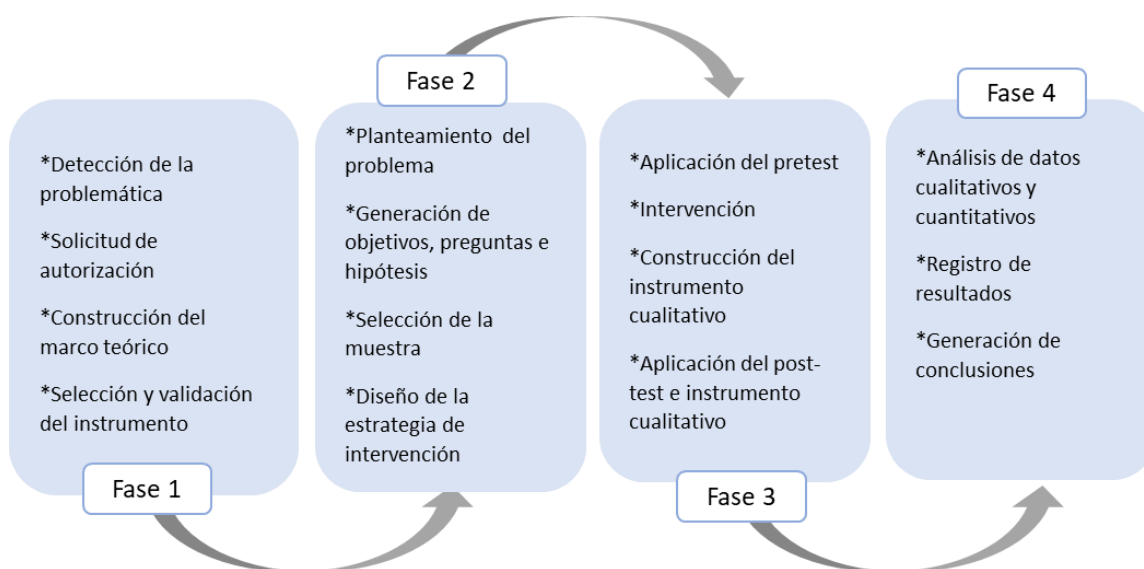 *Detección de la
problemática
*Solicitud de
autorización
*Construcción del
marco teórico
*Selección y validación
del instrumento
Fase 1
Fase 2
*Planteamiento del
problema
*Generación de
objetivos, preguntas e
hipótesis
*Selección de la
muestra
*Diseño de la
estrategia de
intervención
*Aplicación del pretest
*Intervención
*Construcción del
instrumento
cualitativo
*Aplicación del post-
test e instrumento
cualitativo
Fase 3
Fase 4
*Análisis de datos
cualitativos y
cuantitativos
*Registro de
resultados
*Generación de
conclusiones